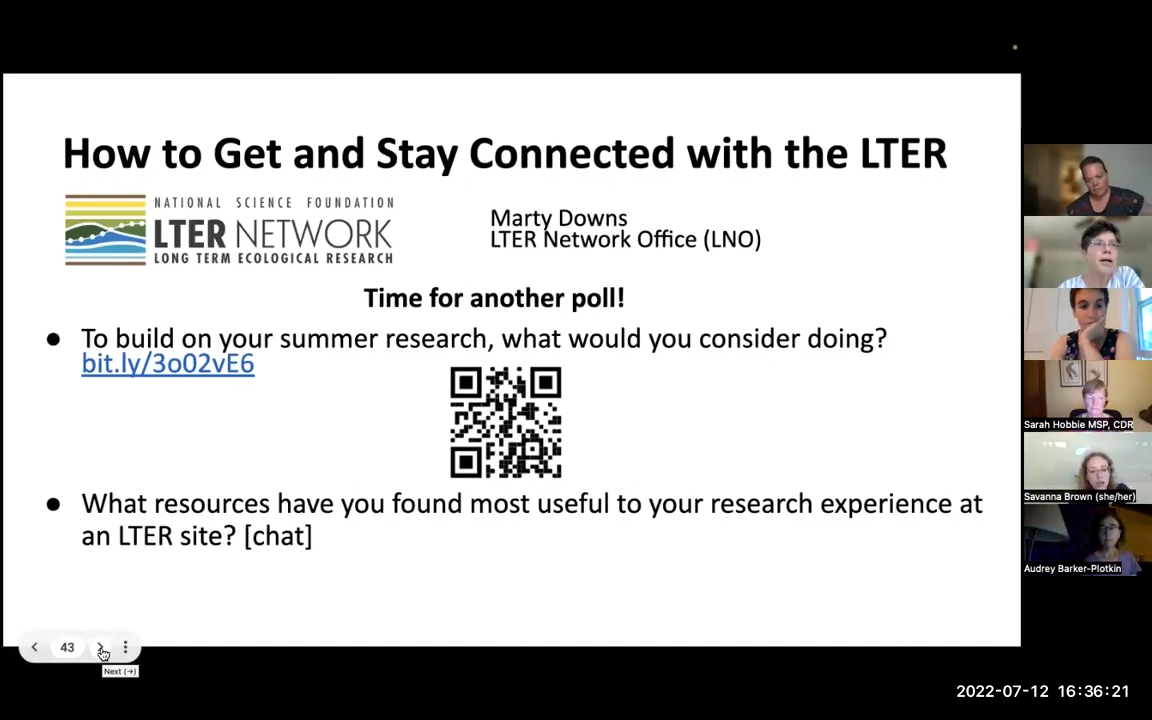 How to Get and Stay Connected with the LTER
NATIONAL SCIENCE FOUNDATION
LTER NETWORK
LONG TERM ECOLOGICAL RESEARCH
Marty Downs
LTER Network Office (LNO)
Time for another poll!
● To build on your summer research, what would you consider doing?
bit.ly/3o02vE6
● What resources have you found most useful to your research experience at
an LTER site? [chat]
Sarah Hobbie MSP, CDR
Savanna Brown (she/her)
Audrey Barker-Plotkin
43
Next (→)
2022-07-12 16:36:21